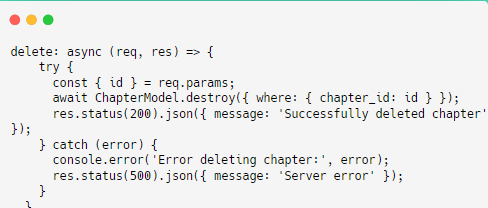 delete: async (req, res) => {
    try {
      const { id } = req.params;
      await ChapterModel.destroy({ where: { chapter_id: id } });
      res.status(200).json({ message: 'Successfully deleted chapter'
});
    } catch (error) {
      console.error('Error deleting chapter:', error);
      res.status(500).json({ message: 'Server error' });
    }
  }